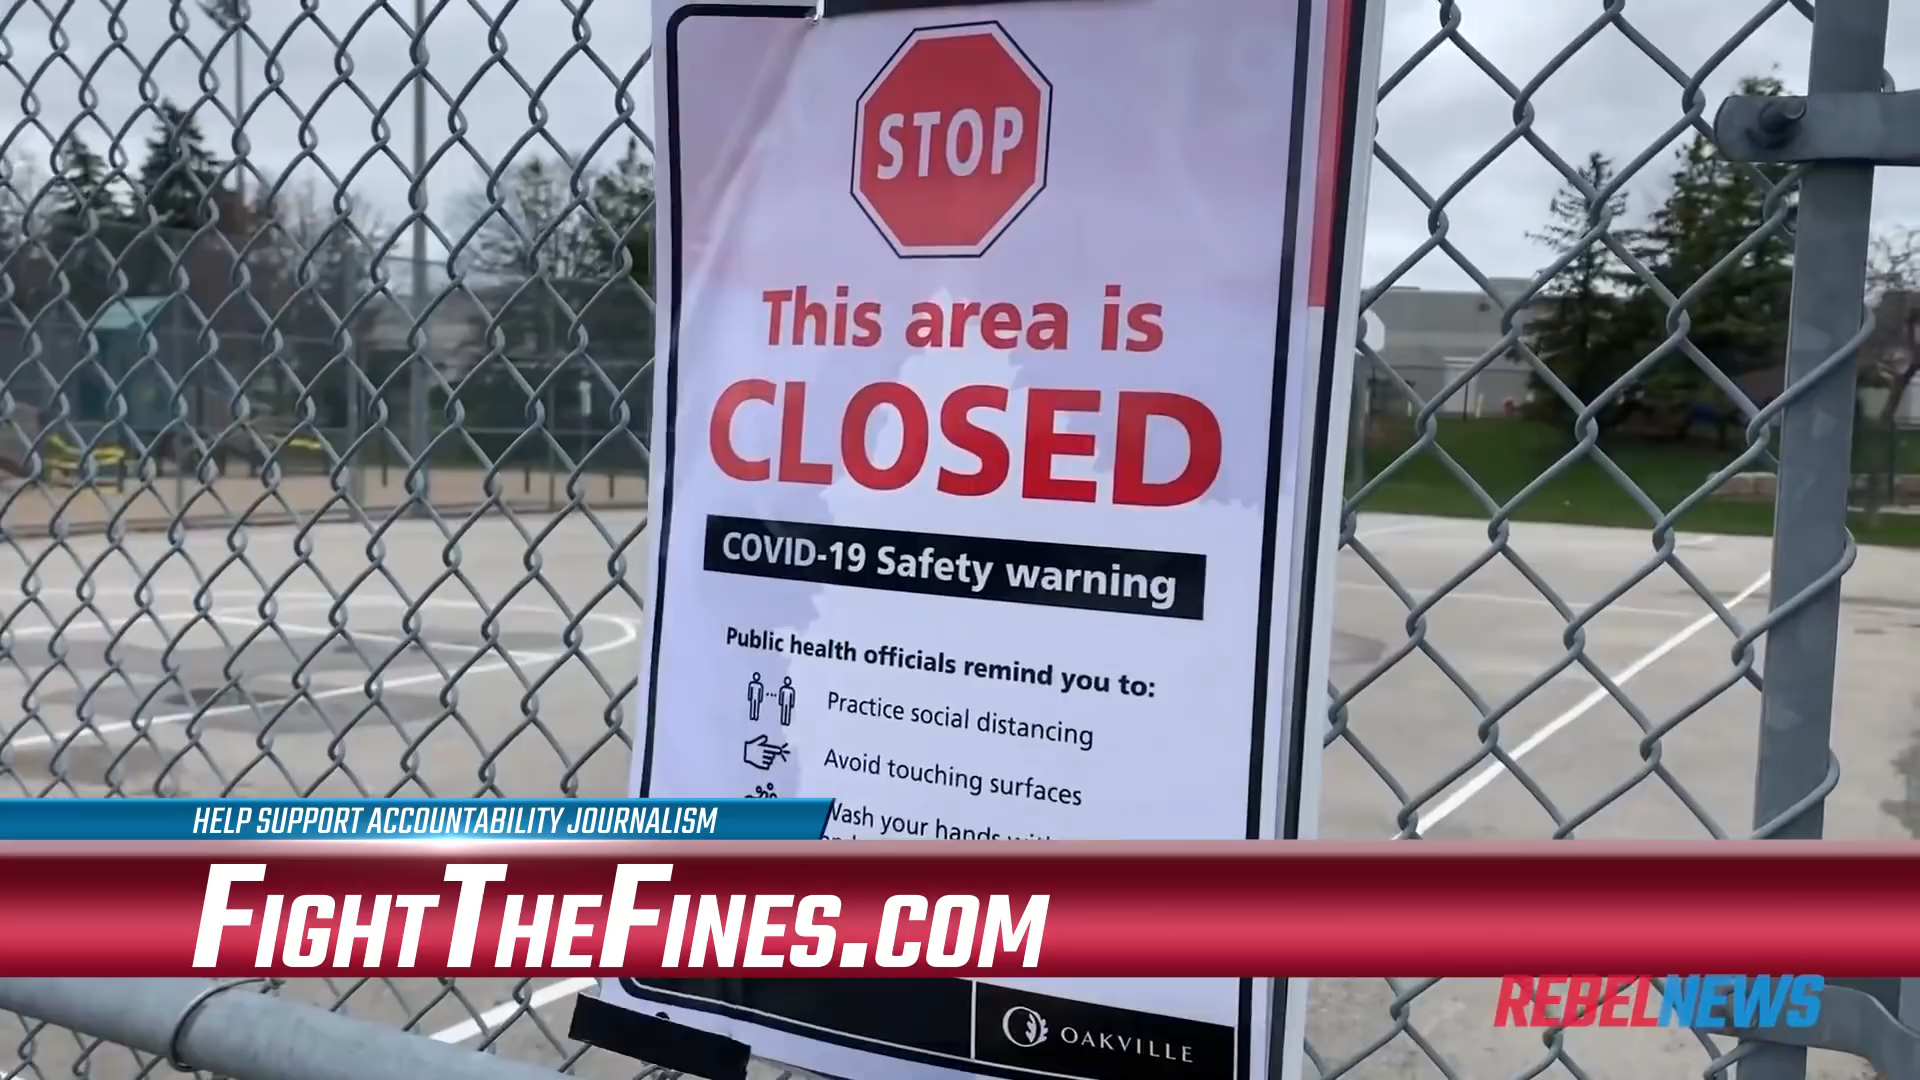 STOP
This area is
CLOSED
COVID-19 Safety warning
Public health officials remind you to:
Practice social distancing
Avoid touching surfaces
Wash your hands
HELP SUPPORT ACCOUNTABILITY JOURNALISM
FIGHTTHEFINES.COM
REBELNEWS
OAKVILLE